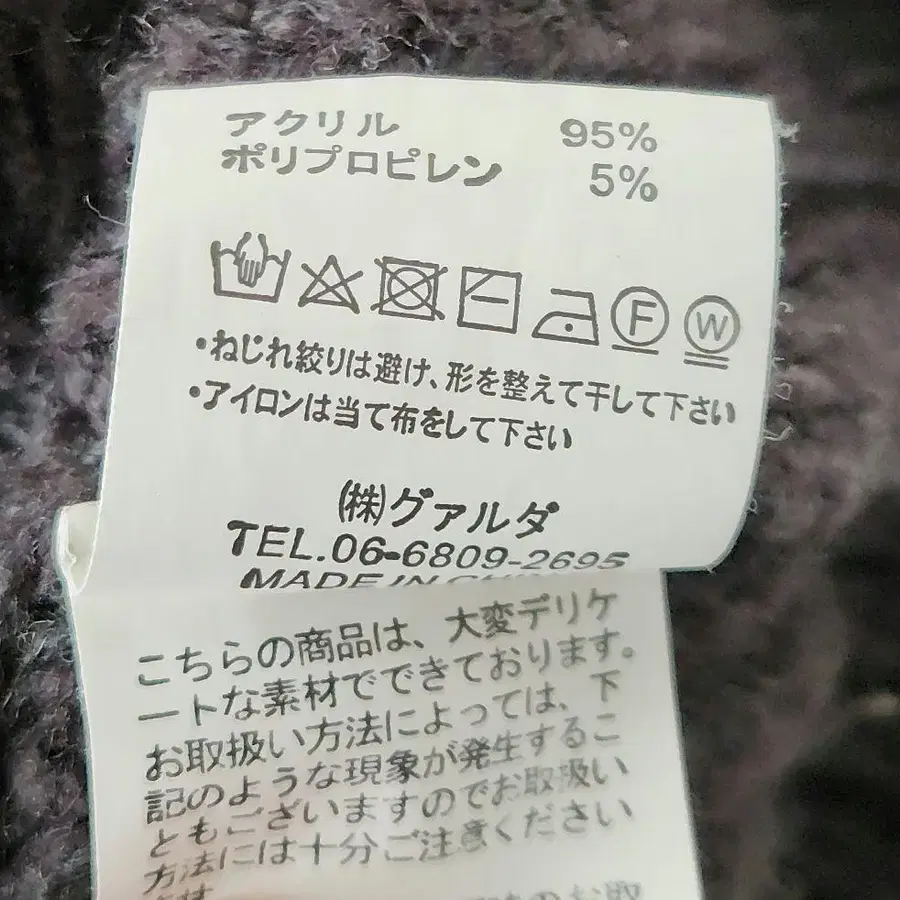 アクリル 95%
ポリプロピレン 5%
F W
・ねじれ絞りは避け、形を整えて干して下さい
・アイロンは当て布をして下さい
(株)グァルダ
TEL.06-6809-2695
MADE IN
こちらの商品は、大変デリケ
ートな素材でできております。
お取扱い方法によっては、下
記のような現象が発生するこ
ともございますのでお取扱い
方法には十分ご注意ください
のお取